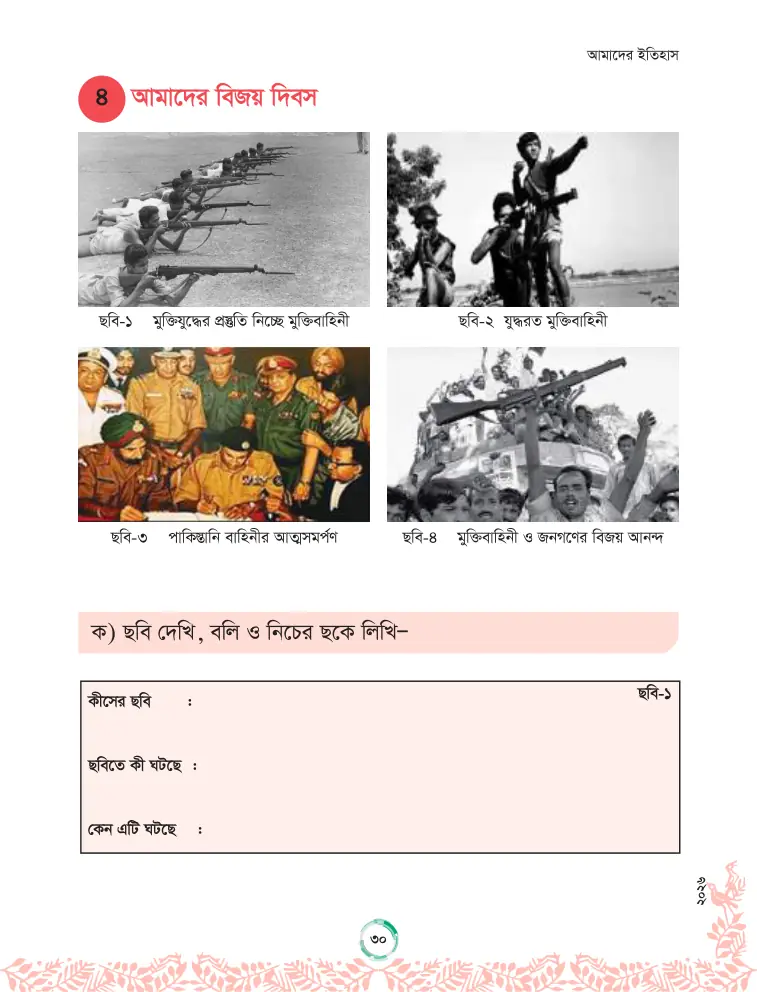 আমাদের ইতিহাস
৪ আমাদের বিজয় দিবস
ছবি-১ মুক্তিযুদ্ধের প্রস্তুতি নিচ্ছে মুক্তিবাহিনী
ছবি-২ যুদ্ধরত মুক্তিবাহিনী
ছবি-৩ পাকিস্তানি বাহিনীর আত্মসমর্পণ
ছবি-৪ মুক্তিবাহিনী ও জনগণের বিজয় আনন্দ
ক) ছবি দেখি, বলি ও নিচের ছকে লিখি–
ছবি-১
কীসের ছবি :
ছবিতে কী ঘটছে :
কেন এটি ঘটছে :
২০২৬
৩০